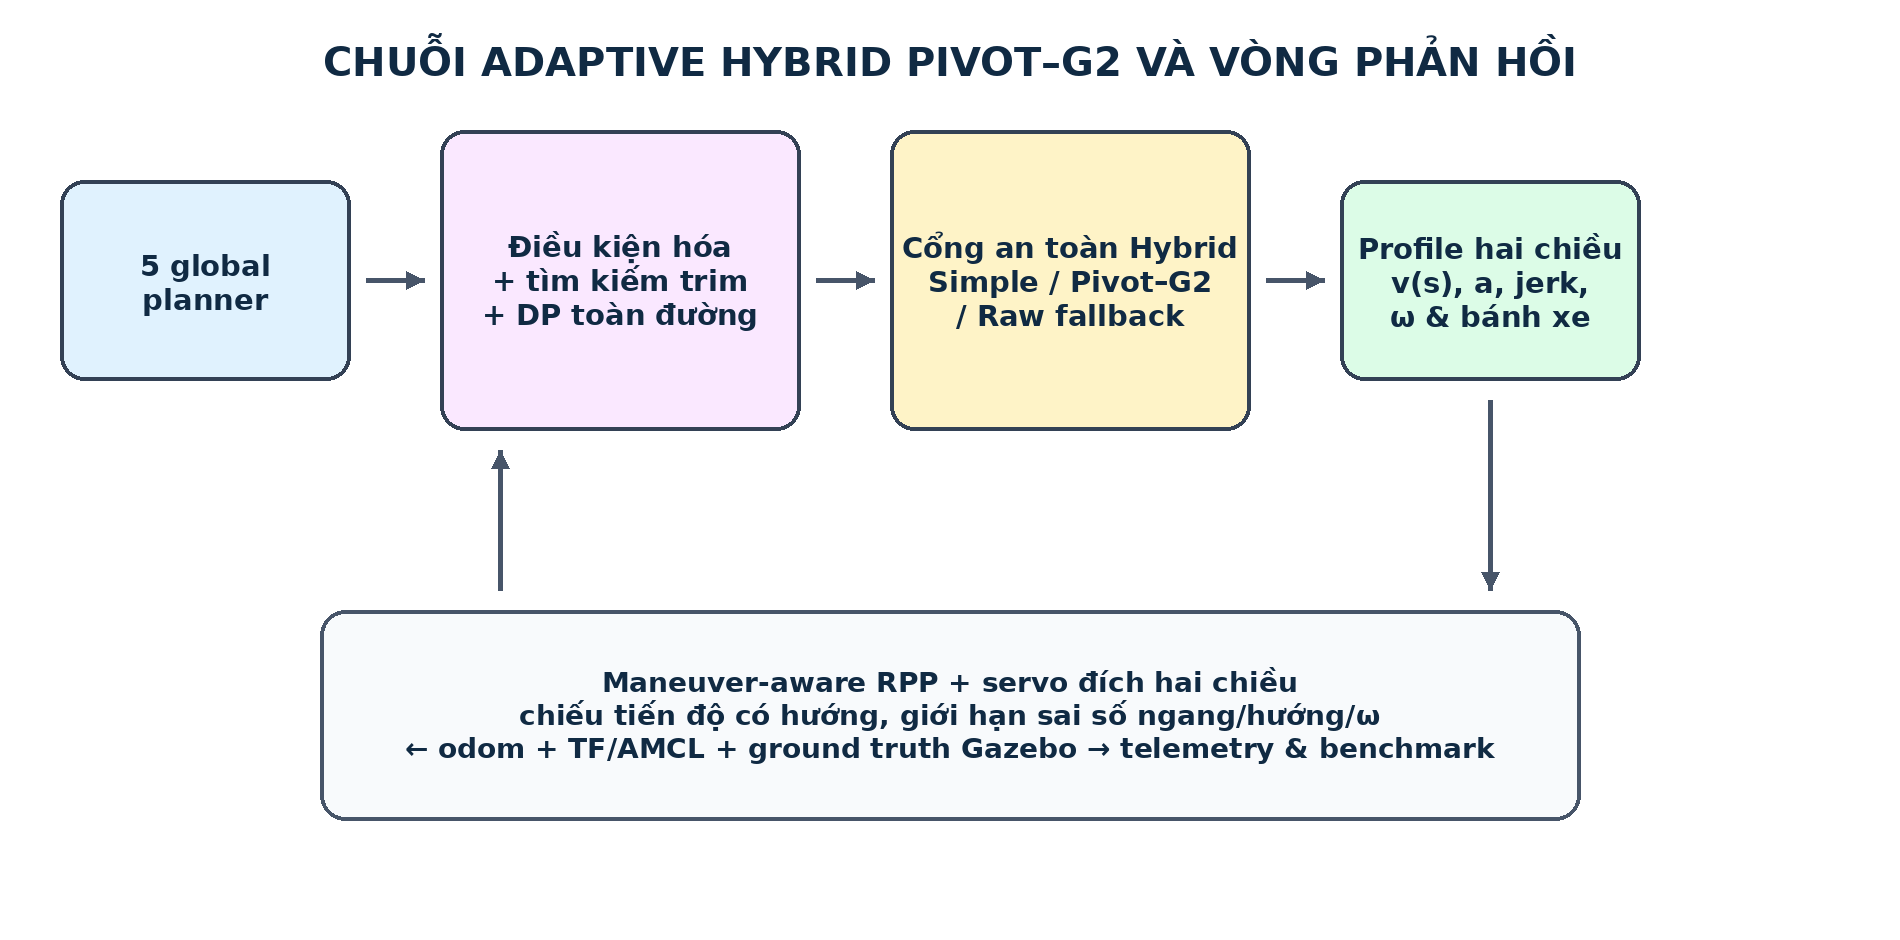 CHUỖI ADAPTIVE HYBRID PIVOT–G2 VÀ VÒNG PHẢN HỒI
5 global
planner
Điều kiện hóa
+ tìm kiếm trim
+ DP toàn đường
Cổng an toàn Hybrid
Simple / Pivot–G2
/ Raw fallback
Profile hai chiều
v(s), a, jerk,
ω & bánh xe
Maneuver-aware RPP + servo đích hai chiều
chiếu tiến độ có hướng, giới hạn sai số ngang/hướng/ω
← odom + TF/AMCL + ground truth Gazebo → telemetry & benchmark